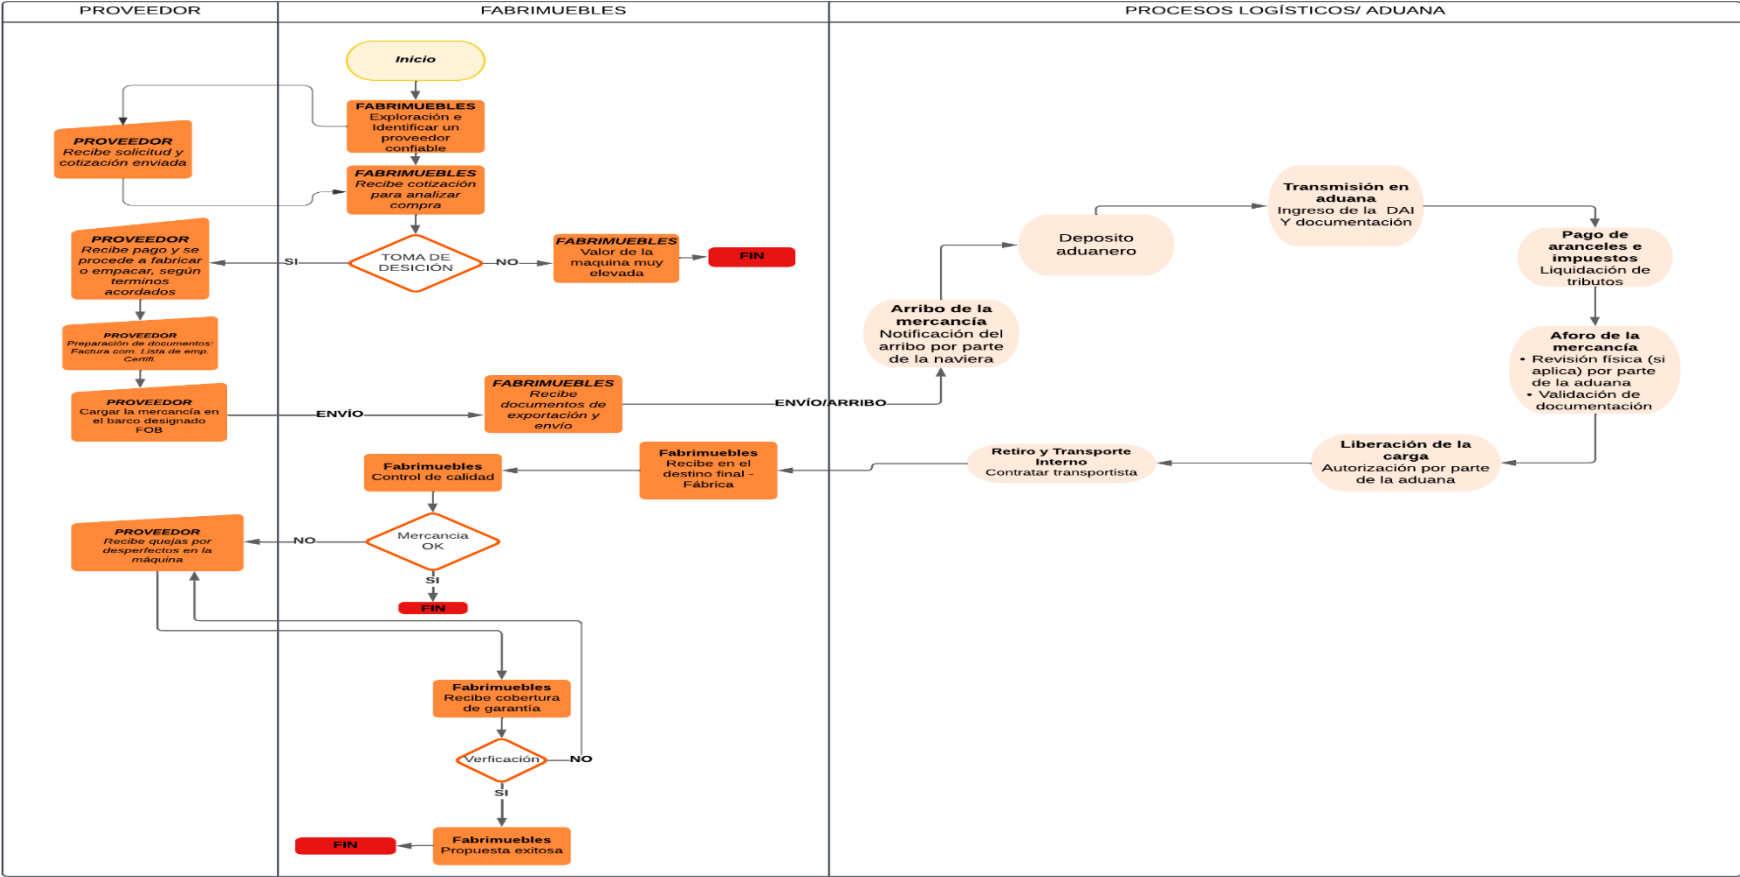 PROVEEDOR
FABRIMUEBLES
PROCESOS LOGÍSTICOS/ ADUANA
Inicio
FABRIMUEBLES
Exploración e
Identificar un
proveedor
confiable
PROVEEDOR
Recibe solicitud y
cotización enviada
FABRIMUEBLES
Recibe cotización
para analizar
compra
TOMA DE
DESICIÓN
SI
NO
FABRIMUEBLES
Valor de la
maquina muy
elevada
FIN
PROVEEDOR
Recibe pago y se
procede a fabricar
o empacar, según
terminos
acordados
PROVEEDOR
Preparación de documentos:
Factura com. Lista de emp.
Certifi.
PROVEEDOR
Cargar la mercancía en
el barco designado
FOB
ENVÍO
FABRIMUEBLES
Recibe
documentos de
exportación y
envío
ENVÍO/ARRIBO
Arribo de la
mercancía
Notificación del
arribo por parte
de la naviera
Deposito
aduanero
Transmisión en
aduana
Ingreso de la  DAI
Y documentación
Pago de
aranceles e
impuestos
Liquidación de
tributos
Aforo de la
mercancía
• Revisión física (si
aplica) por parte
de la aduana
• Validación de
documentación
Liberación de la
carga
Autorización por parte
de la aduana
Retiro y Transporte
Interno
Contratar transportista
Fabrimuebles
Recibe en el
destino final -
Fábrica
Fabrimuebles
Control de calidad
Mercancia
OK
NO
SI
FIN
PROVEEDOR
Recibe quejas por
desperfectos en la
máquina
Fabrimuebles
Recibe cobertura
de garantía
Verficación
NO
SI
Fabrimuebles
Propuesta exitosa
FIN